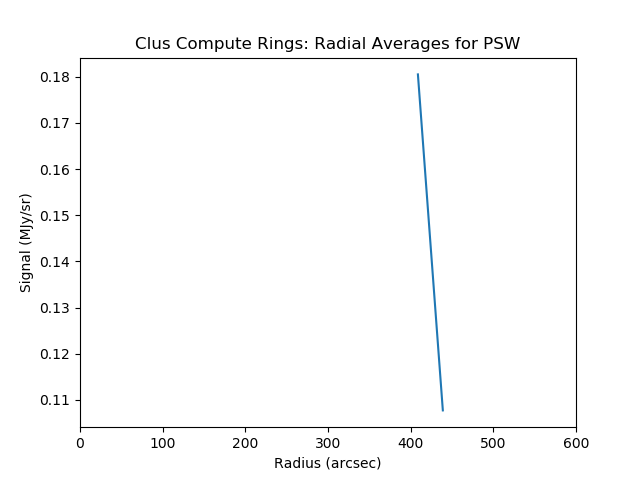 Clus Compute Rings: Radial Averages for PSW
0.18
0.17
0.16
0.15
0.14
0.13
0.12
0.11
Signal (MJy/sr)
0 100 200 300 400 500 600
Radius (arcsec)